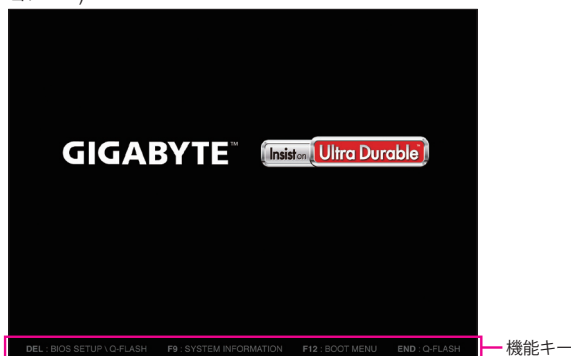 GIGABYTE™
Insist on Ultra Durable™
DEL : BIOS SETUP \ Q-FLASH F9 : SYSTEM INFORMATION F12 : BOOT MENU END : Q-FLASH
機能キー